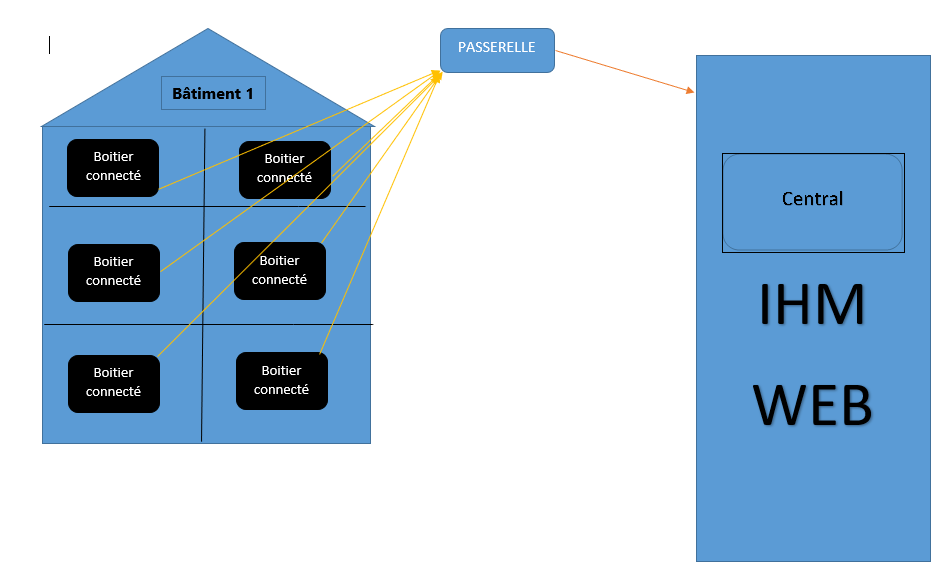 PASSERELLE
Bâtiment 1
Boitier
connecté
Boitier
connecté
Boitier
connecté
Boitier
connecté
Boitier
connecté
Boitier
connecté
Central
IHM
WEB